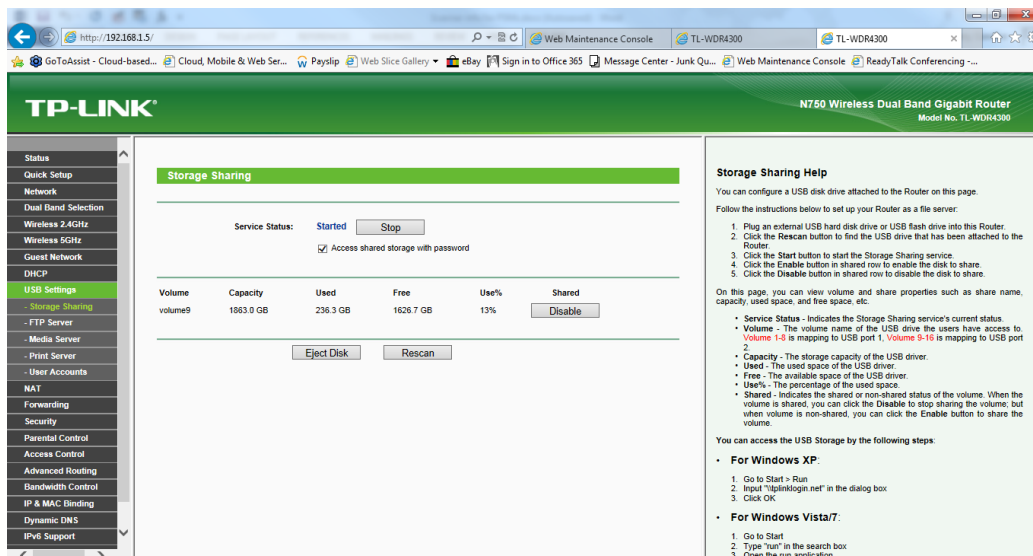 http://192.168.1.5/
Web Maintenance Console
TL-WDR4300
TL-WDR4300
GoToAssist - Cloud-based...
Cloud, Mobile & Web Ser...
Payslip
Web Slice Gallery
eBay
Sign in to Office 365
Message Center - Junk Qu...
Web Maintenance Console
ReadyTalk Conferencing -...
TP-LINK®
N750 Wireless Dual Band Gigabit Router
Model No. TL-WDR4300
Status
Quick Setup
Network
Dual Band Selection
Wireless 2.4GHz
Wireless 5GHz
Guest Network
DHCP
USB Settings
- Storage Sharing
- FTP Server
- Media Server
- Print Server
- User Accounts
NAT
Forwarding
Security
Parental Control
Access Control
Advanced Routing
Bandwidth Control
IP & MAC Binding
Dynamic DNS
IPv6 Support
Storage Sharing
Service Status: Started Stop
Access shared storage with password
Volume Capacity Used Free Use% Shared
volume9 1863.0 GB 236.3 GB 1626.7 GB 13% Disable
Eject Disk Rescan
Storage Sharing Help
You can configure a USB disk drive attached to the Router on this page.
Follow the instructions below to set up your Router as a file server:
1. Plug an external USB hard disk drive or USB flash drive into this Router.
2. Click the Rescan button to find the USB drive that has been attached to the
Router.
3. Click the Start button to start the Storage Sharing service.
4. Click the Enable button in shared row to enable the disk to share.
5. Click the Disable button in shared row to disable the disk to share.
On this page, you can view volume and share properties such as share name,
capacity, used space, and free space, etc.
• Service Status - Indicates the Storage Sharing service's current status.
• Volume - The volume name of the USB drive the users have access to.
Volume 1-8 is mapping to USB port 1, Volume 9-16 is mapping to USB port
2.
• Capacity - The storage capacity of the USB driver.
• Used - The used space of the USB driver.
• Free - The available space of the USB driver.
• Use% - The percentage of the used space.
• Shared - Indicates the shared or non-shared status of the volume. When the
volume is shared, you can click the Disable to stop sharing the volume; but
when volume is non-shared, you can click the Enable button to share the
volume.
You can access the USB Storage by the following steps:
• For Windows XP:
1. Go to Start > Run
2. Input "\\tplinklogin.net" in the dialog box
3. Click OK
• For Windows Vista/7:
1. Go to Start
2. Type "run" in the search box
3. Open the run application